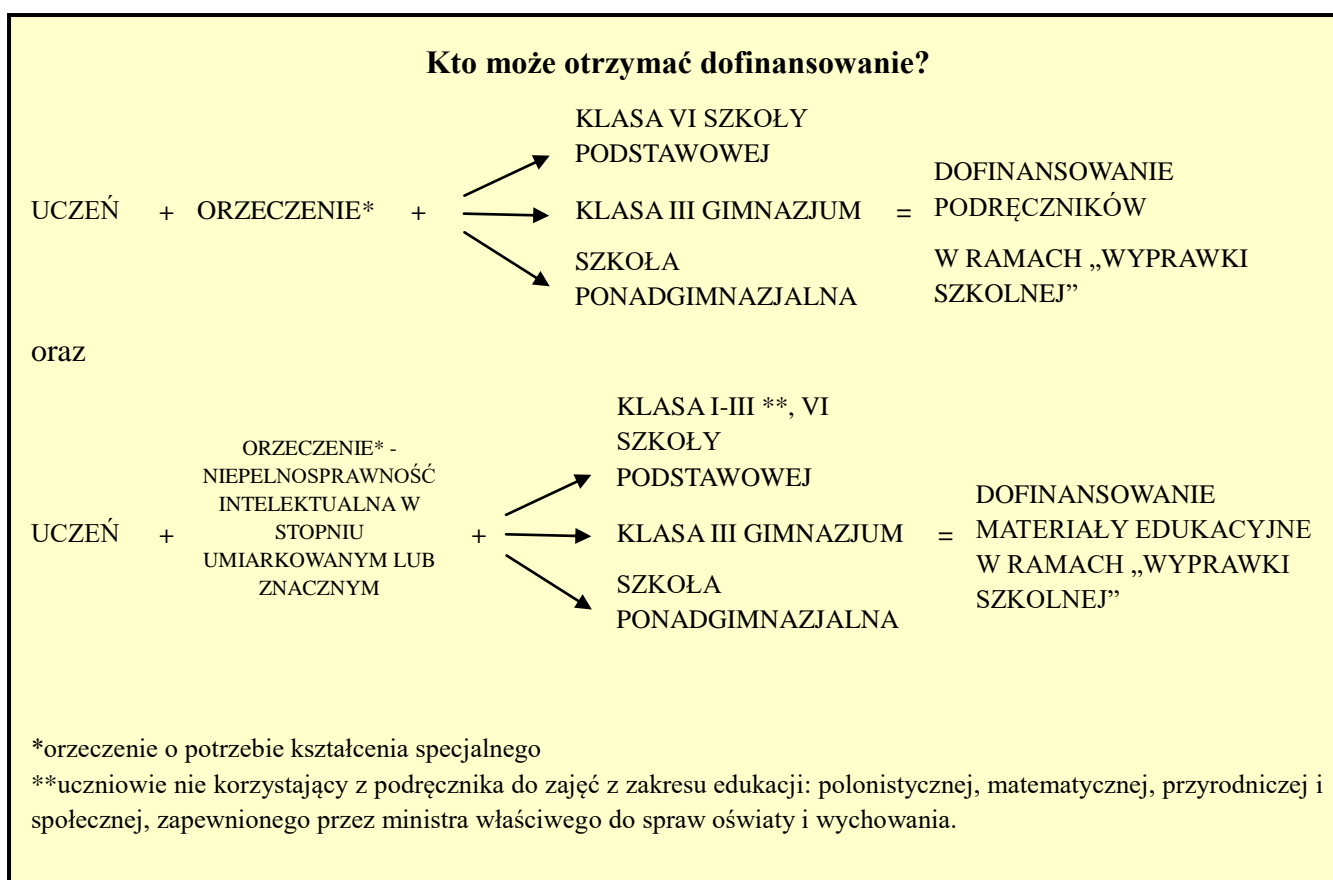 Kto może otrzymać dofinansowanie?
KLASA VI SZKOŁY
PODSTAWOWEJ
UCZEŃ + ORZECZENIE* + KLASA III GIMNAZJUM =
SZKOŁA
PONADGIMNAZJALNA
DOFINANSOWANIE
PODRĘCZNIKÓW
W RAMACH „WYPRAWKI
SZKOLNEJ”
oraz
UCZEŃ +
ORZECZENIE* -
NIEPELNOSPRAWNOŚĆ
INTELEKTUALNA W
STOPNIU
UMIARKOWANYM LUB
ZNACZNYM
+
KLASA I-III **, VI
SZKOŁY
PODSTAWOWEJ
KLASA III GIMNAZJUM =
SZKOŁA
PONADGIMNAZJALNA
DOFINANSOWANIE
MATERIAŁY EDUKACYJNE
W RAMACH „WYPRAWKI
SZKOLNEJ”
*orzeczenie o potrzebie kształcenia specjalnego
**uczniowie nie korzystający z podręcznika do zajęć z zakresu edukacji: polonistycznej, matematycznej, przyrodniczej i
społecznej, zapewnionego przez ministra właściwego do spraw oświaty i wychowania.